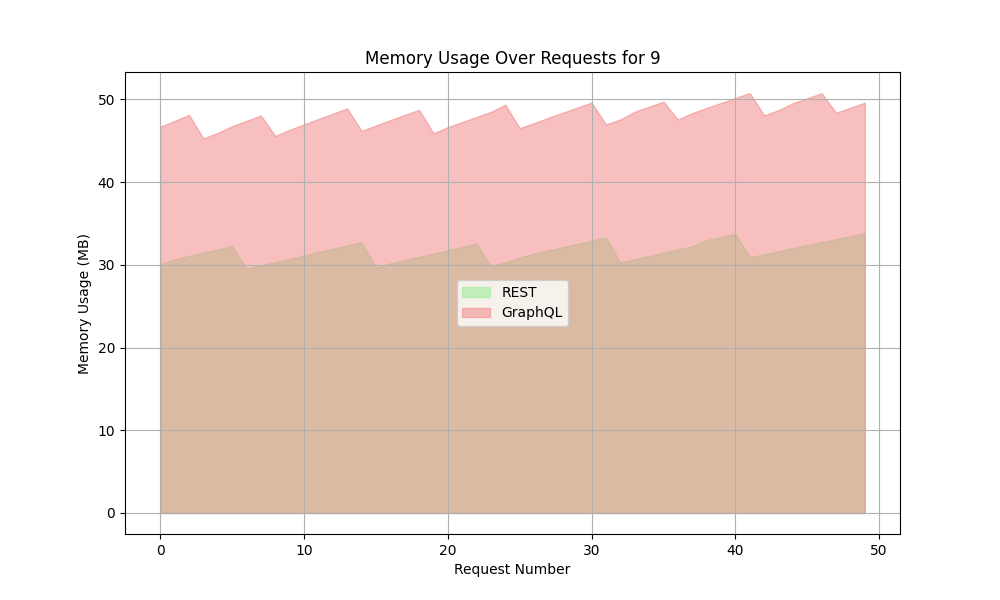 Memory Usage Over Requests for 9
Memory Usage (MB)
50
40
30
20
10
0
REST
GraphQL
0 10 20 30 40 50
Request Number